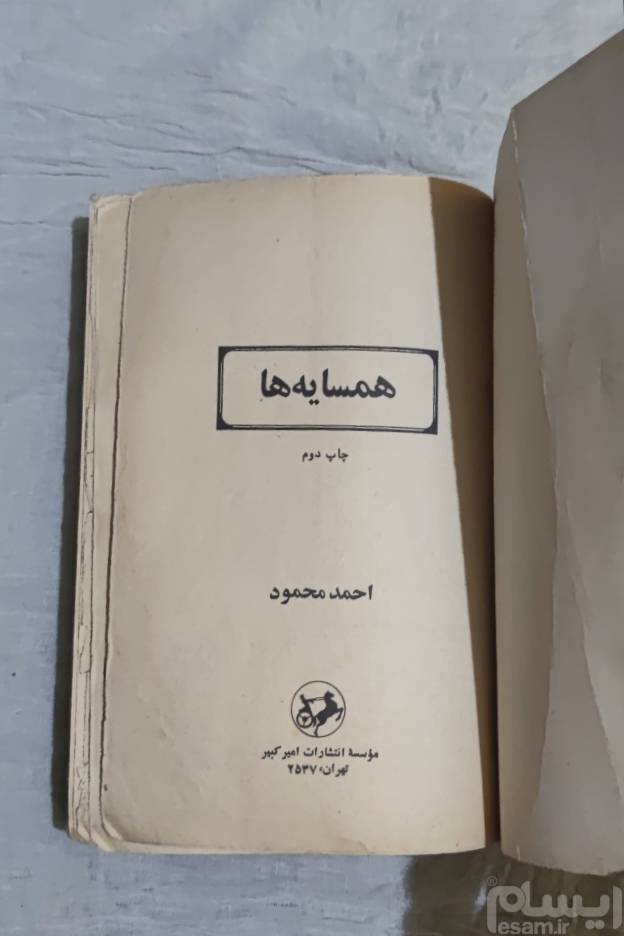 همسایه‌ها
چاپ دوم
احمد محمود
مؤسسهٔ انتشارات امیرکبیر
تهران، ۲۵۳۷
ایسام®
esam.ir